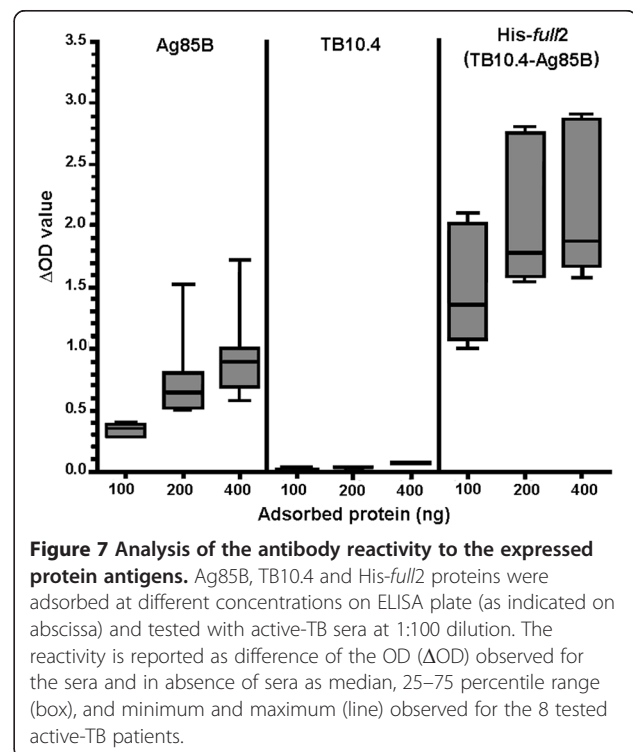 Ag85B
TB10.4
His-full2
(TB10.4-Ag85B)
3.5
3.0
2.5
2.0
1.5
1.0
0.5
0.0
ΔOD value
100 200 400 100 200 400 100 200 400
Adsorbed protein (ng)
Figure 7 Analysis of the antibody reactivity to the expressed
protein antigens. Ag85B, TB10.4 and His-full2 proteins were
adsorbed at different concentrations on ELISA plate (as indicated on
abscissa) and tested with active-TB sera at 1:100 dilution. The
reactivity is reported as difference of the OD (ΔOD) observed for
the sera and in absence of sera as median, 25–75 percentile range
(box), and minimum and maximum (line) observed for the 8 tested
active-TB patients.